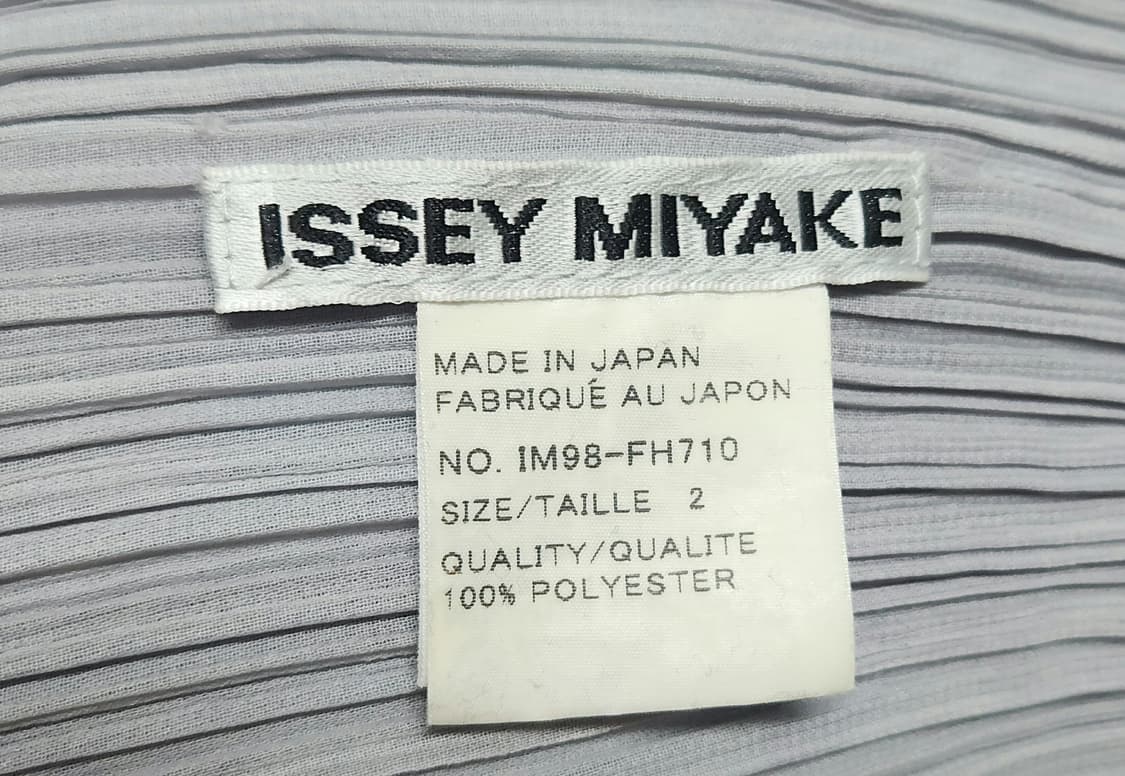 ISSEY MIYAKE
MADE IN JAPAN
FABRIQUÉ AU JAPON
NO. IM98-FH710
SIZE/TAILLE 2
QUALITY/QUALITE
100% POLYESTER